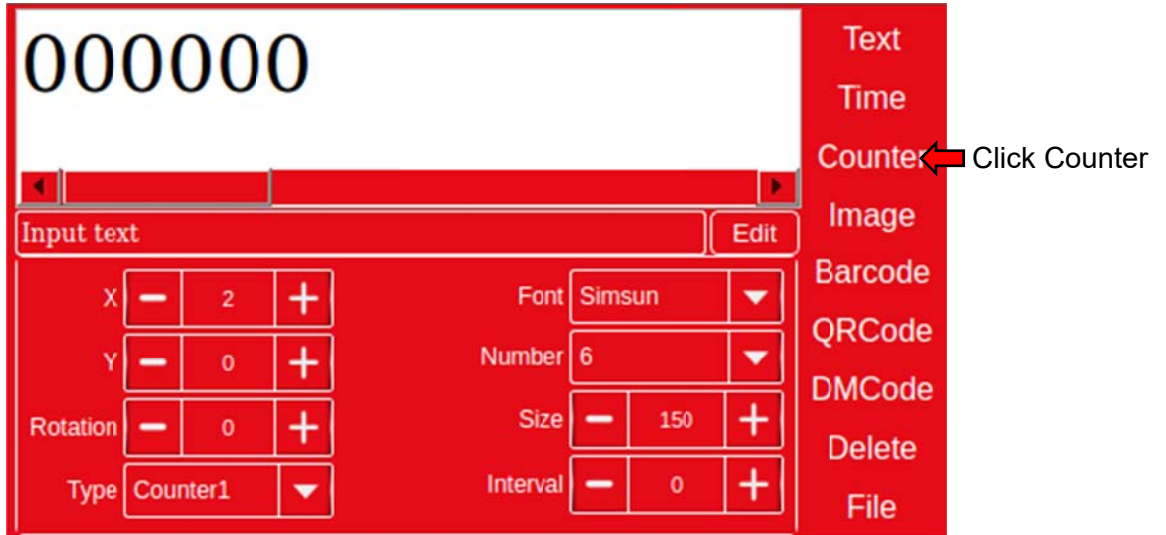 000000
Text
Time
Counter
Click Counter
Image
Input text
Edit
Barcode
X
2
Font
Simsun
QRCode
Y
0
Number
6
DMCode
Rotation
0
Size
150
Delete
Type
Counter1
Interval
0
File